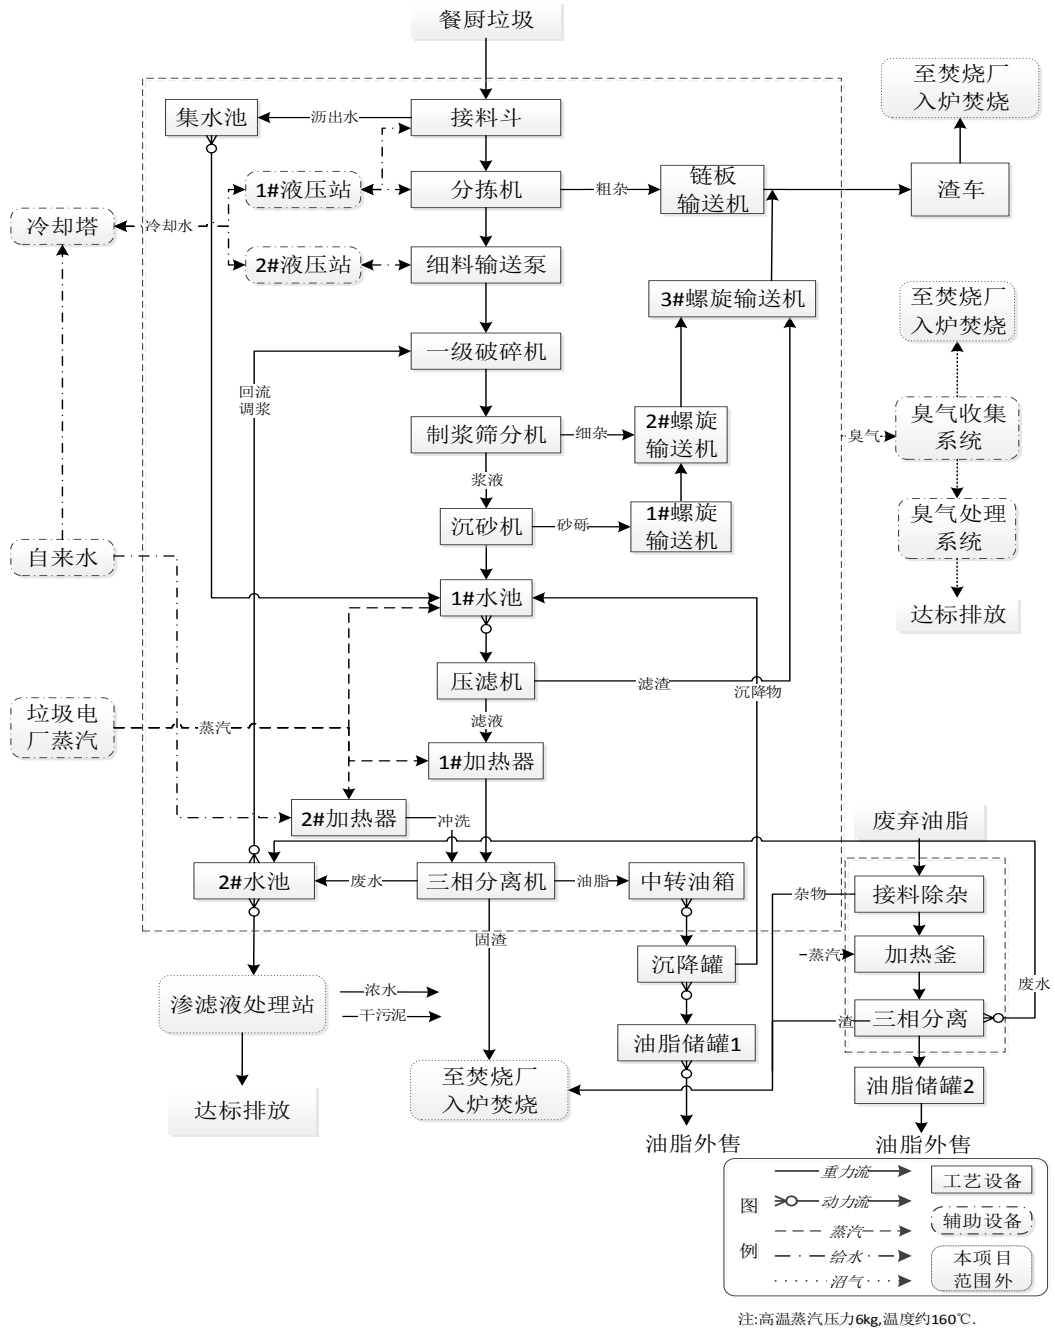 餐厨垃圾
至焚烧厂
入炉焚烧
集水池
沥出水
接料斗
1#液压站
分拣机
粗杂
链板
输送机
渣车
冷却塔
冷却水
2#液压站
细料输送泵
3#螺旋输送机
至焚烧厂
入炉焚烧
一级破碎机
回流
调浆
制浆筛分机
细杂
2#螺旋
输送机
臭气
臭气收集
系统
浆液
沉砂机
砂砾
1#螺旋
输送机
臭气处理
系统
自来水
1#水池
达标排放
压滤机
滤渣
沉降物
垃圾电
厂蒸汽
蒸汽
滤液
1#加热器
2#加热器
冲洗
废弃油脂
2#水池
废水
三相分离机
油脂
中转油箱
杂物
接料除杂
固渣
沉降罐
蒸汽
加热釜
废水
渗滤液处理站
浓水
干污泥
渣
三相分离
油脂储罐1
至焚烧厂
入炉焚烧
油脂储罐2
达标排放
油脂外售
油脂外售
图
例
重力流
动力流
蒸汽
给水
沼气
工艺设备
辅助设备
本项目
范围外
注:高温蒸汽压力6kg,温度约160℃.